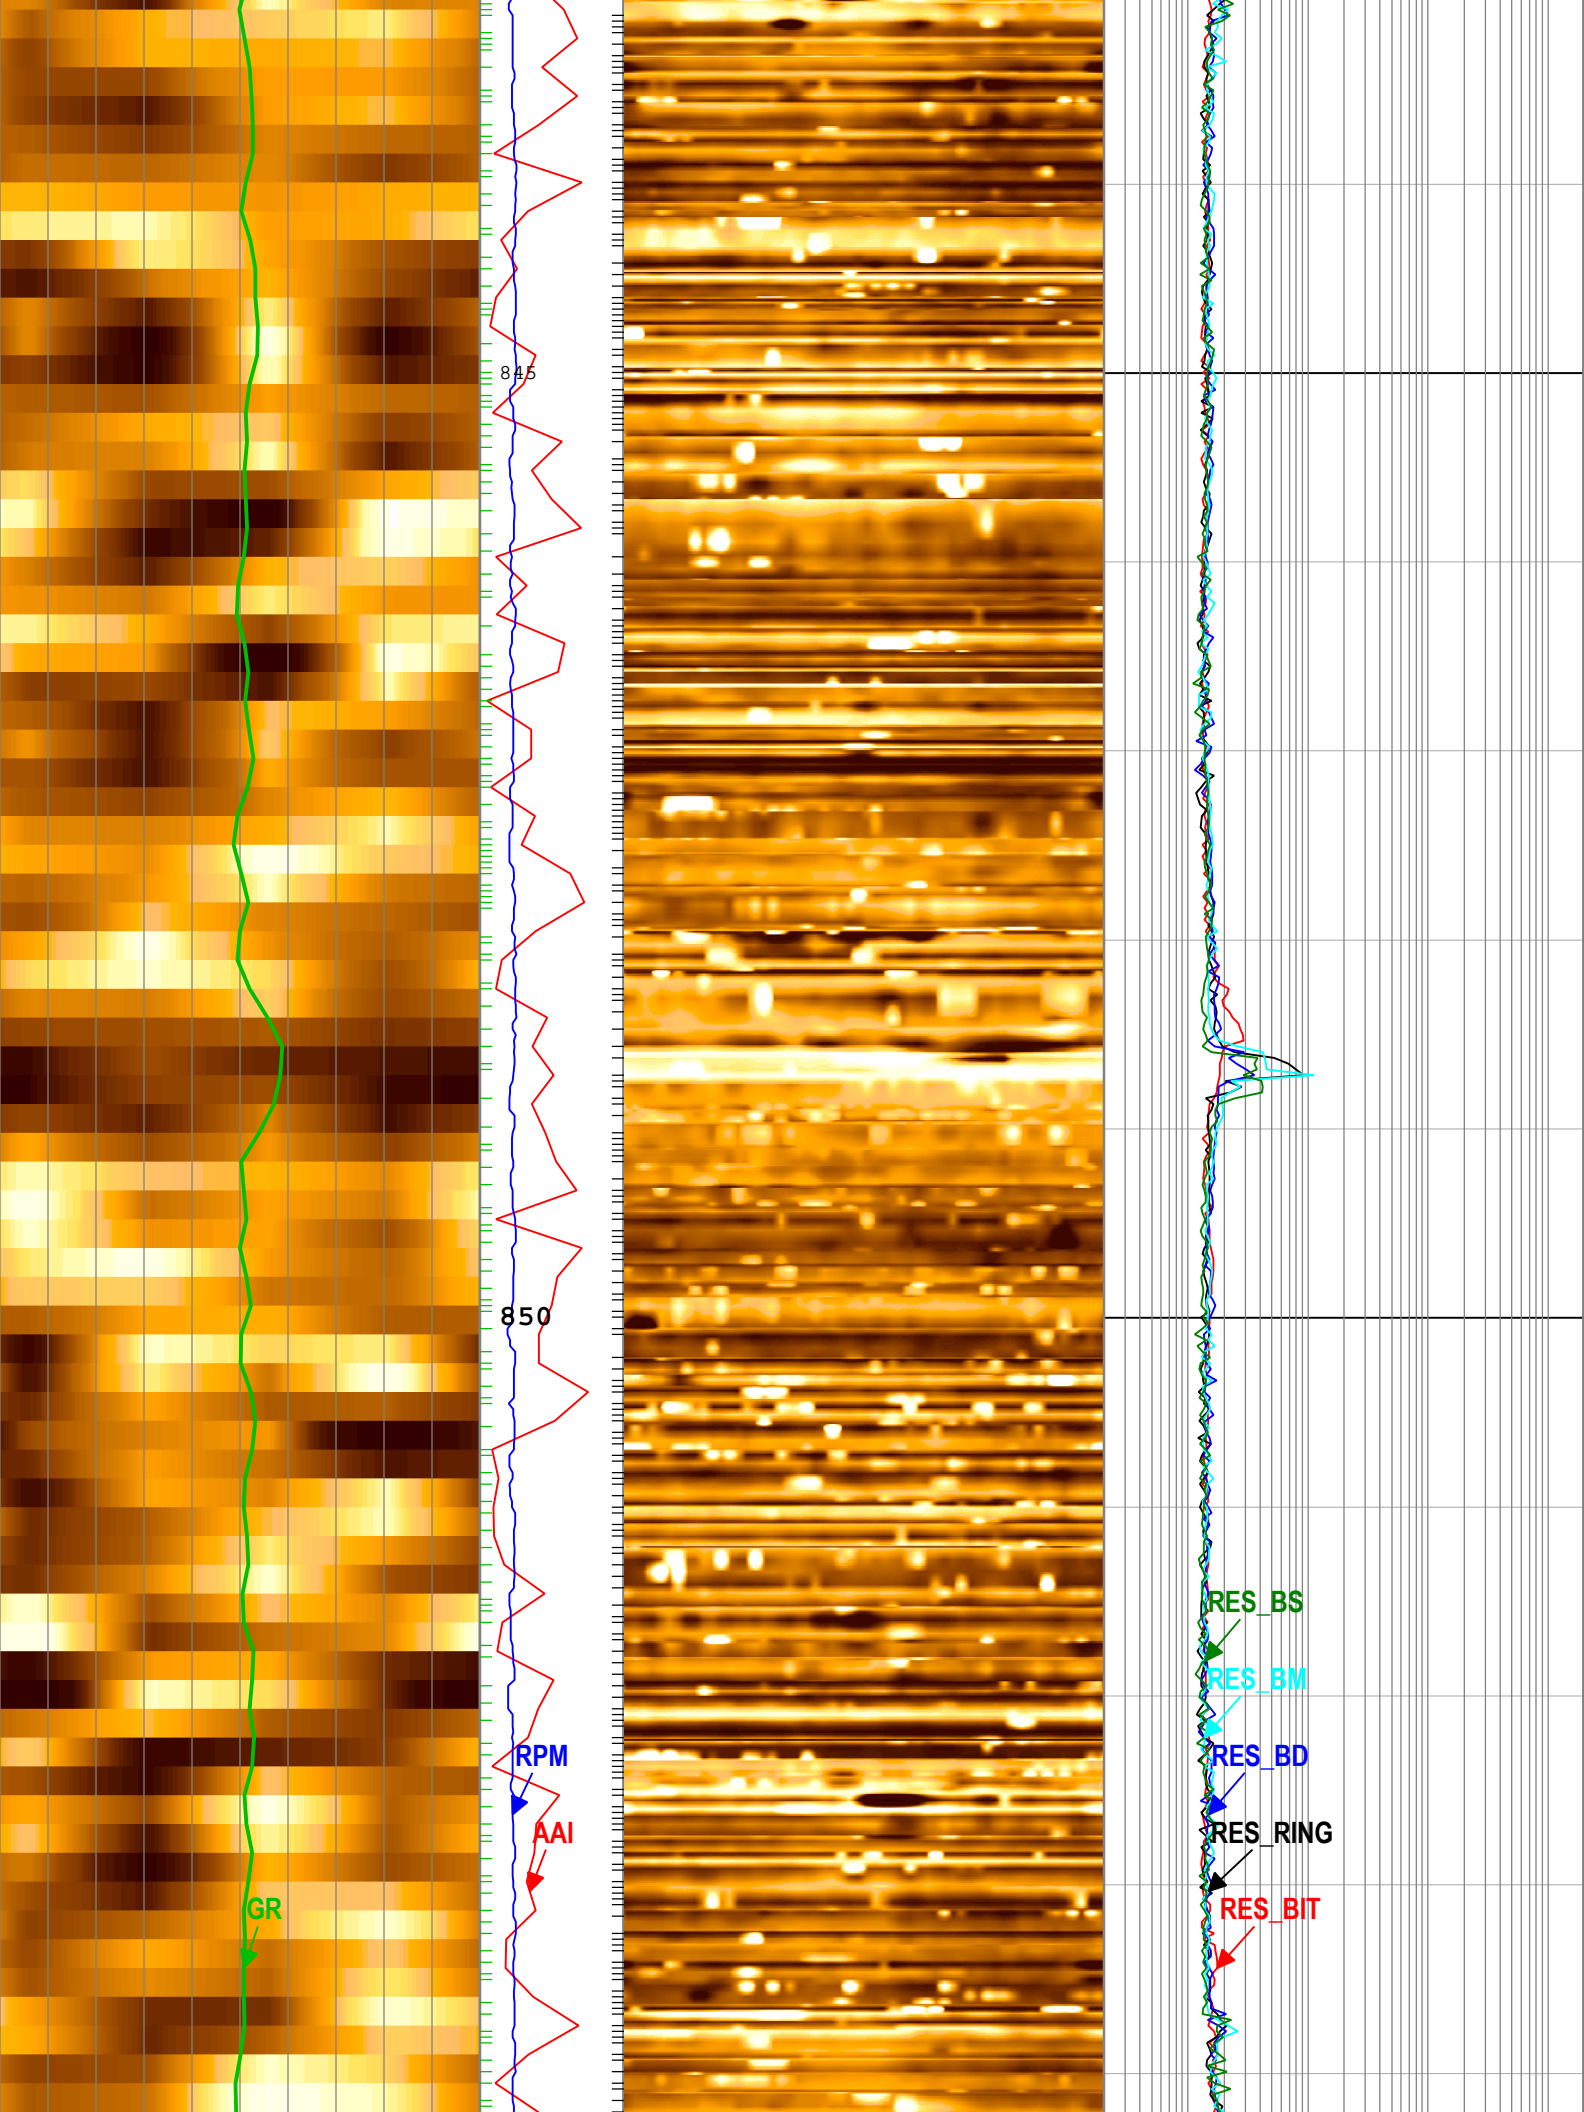 845
850
RES_BS
RES_BM
RPM
RES_BD
AAI
RES_RING
GR
RES_BIT